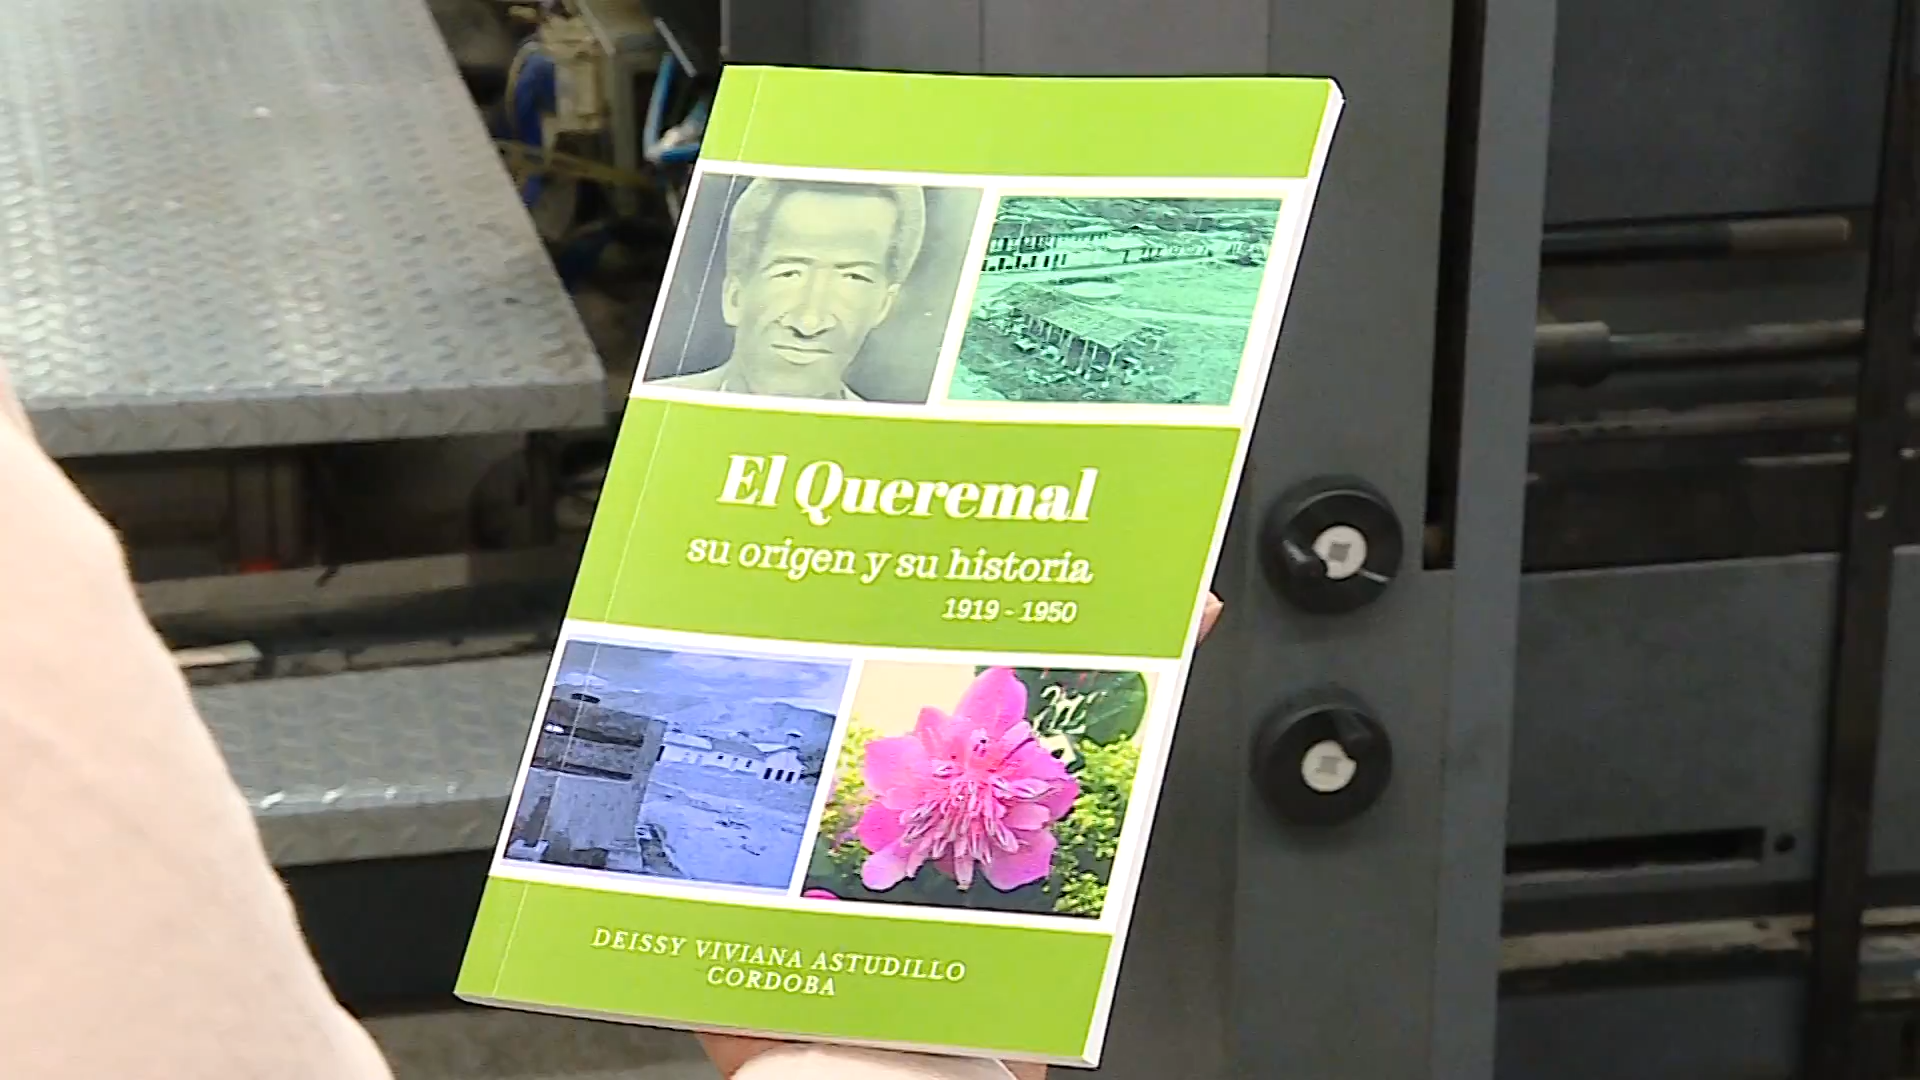 El Queremal
su origen y su historia
1919 - 1950
DEISSY VIVIANA ASTUDILLO
CORDOBA